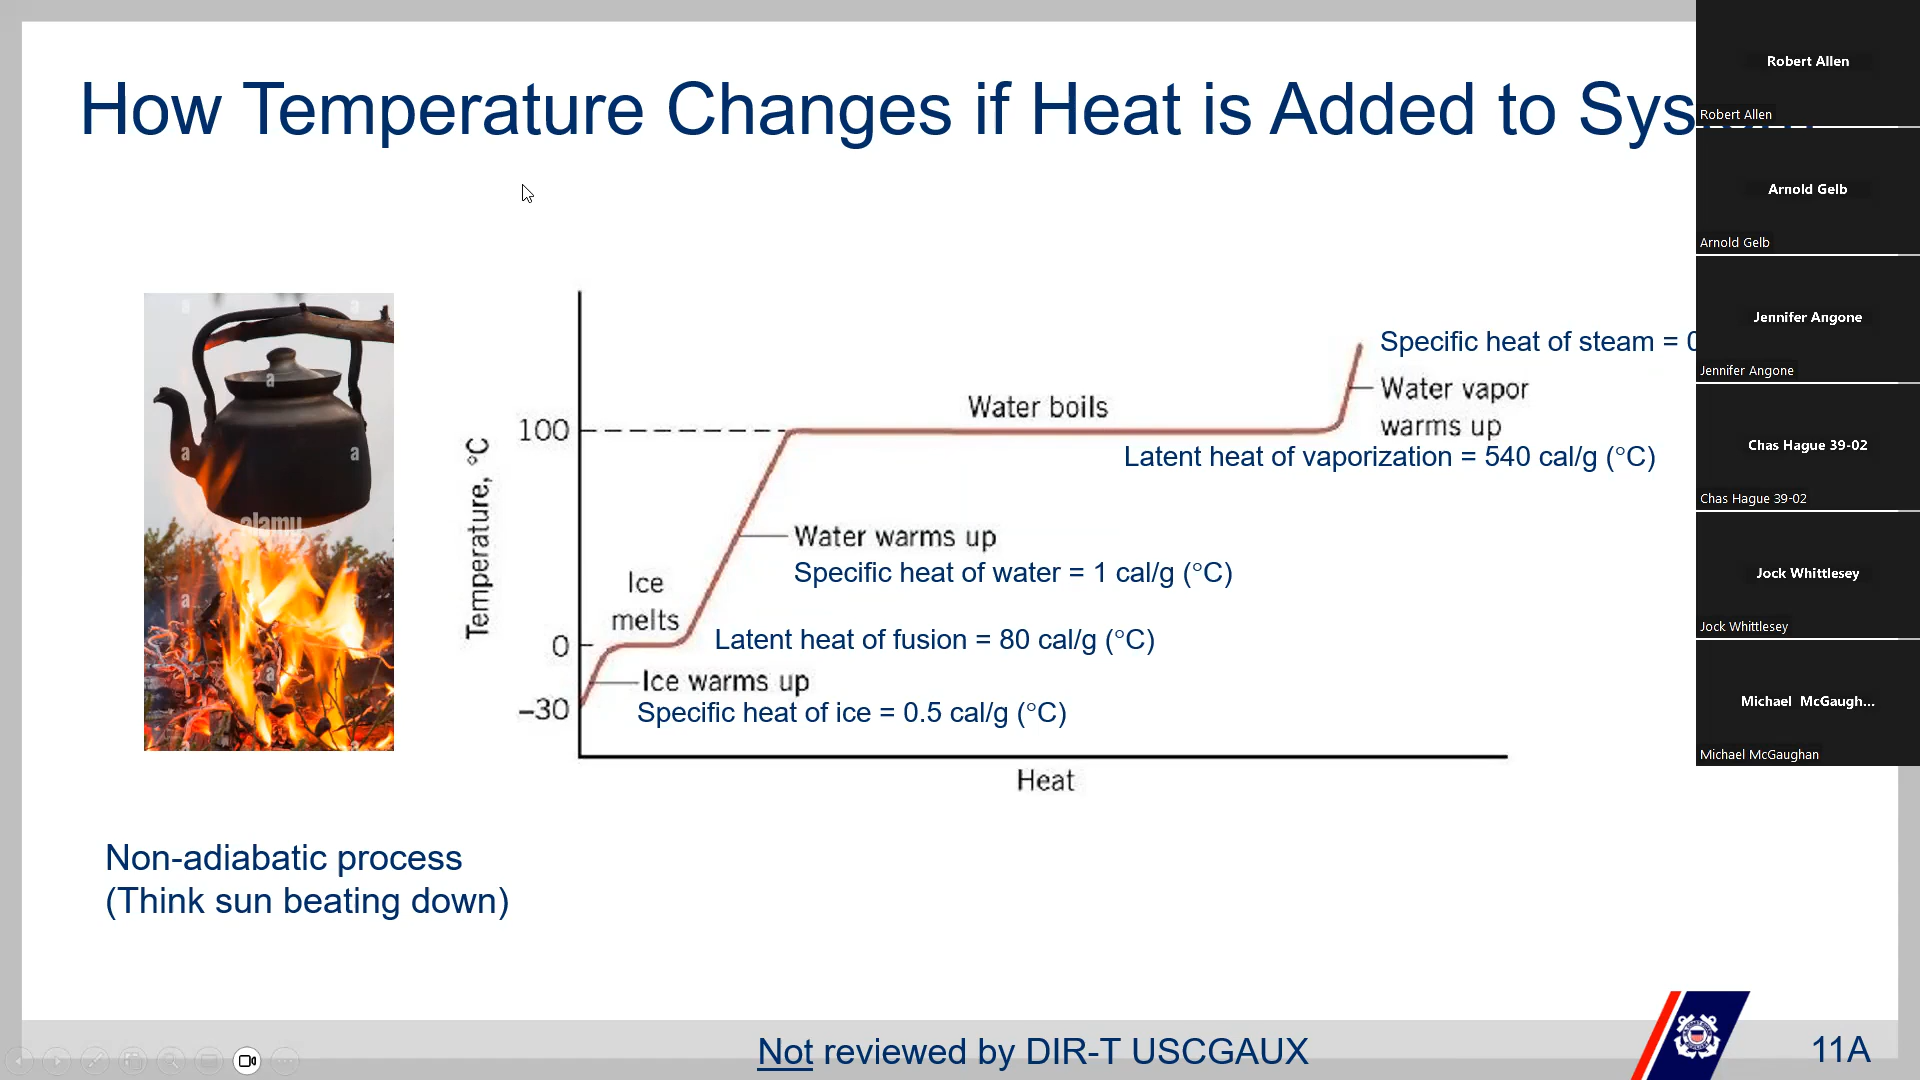 How Temperature Changes if Heat is Added to Sys
Robert Allen
Robert Allen
Arnold Gelb
Arnold Gelb
Jennifer Angone
Jennifer Angone
Chas Hague 39-02
Chas Hague 39-02
Jock Whittlesey
Jock Whittlesey
Michael McGaugh...
Michael McGaughan
Specific heat of steam = 0
Water vapor
warms up
Water boils
100
Latent heat of vaporization = 540 cal/g (°C)
Temperature, °C
Water warms up
Specific heat of water = 1 cal/g (°C)
Ice
melts
0
Latent heat of fusion = 80 cal/g (°C)
Ice warms up
-30
Specific heat of ice = 0.5 cal/g (°C)
Heat
a
a
a
a
a
alamy
a
a
a
Non-adiabatic process
(Think sun beating down)
Not reviewed by DIR-T USCGAUX
11A